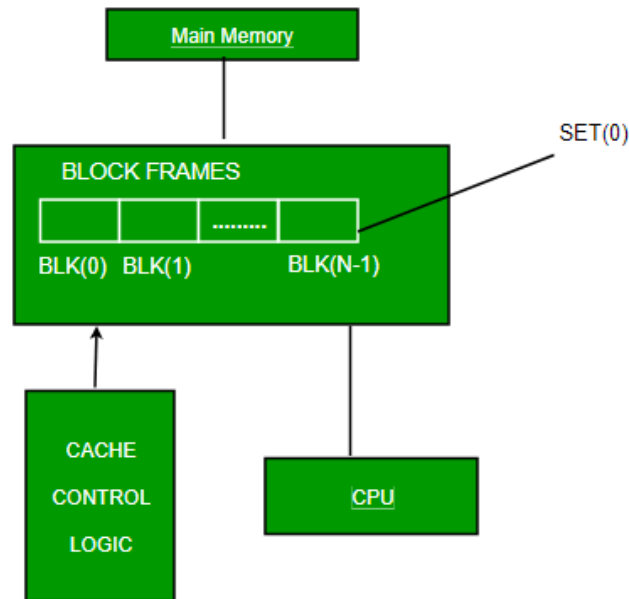 Main Memory
SET(0)
BLOCK FRAMES
.........
BLK(0) BLK(1) BLK(N-1)
CACHE
CONTROL
LOGIC
CPU